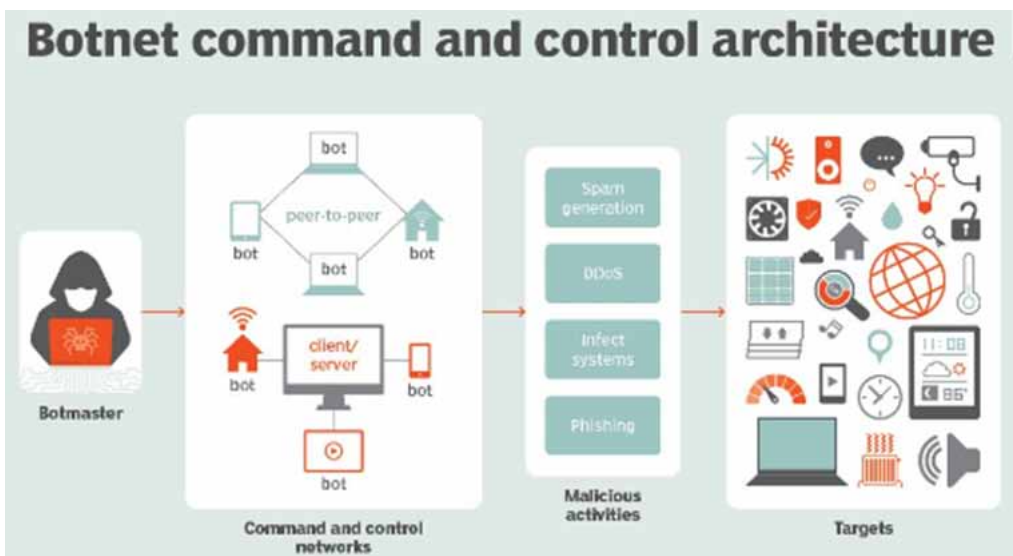 Botnet command and control architecture
bot
peer-to-peer
bot
bot
bot
client/
server
bot
bot
bot
Spam
generation
DDoS
Infect
systems
Phishing
11:08
86°
Botmaster
Command and control
networks
Malicious
activities
Targets